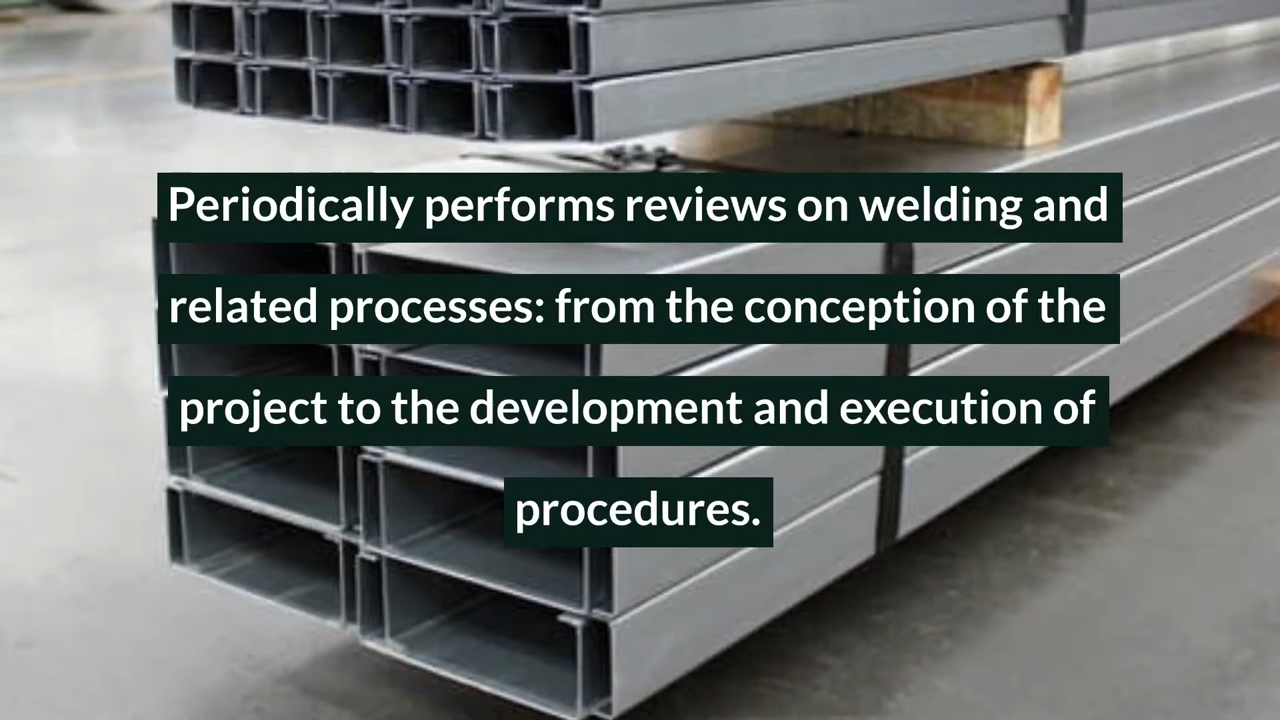 Periodically performs reviews on welding and
related processes: from the conception of the
project to the development and execution of
procedures.